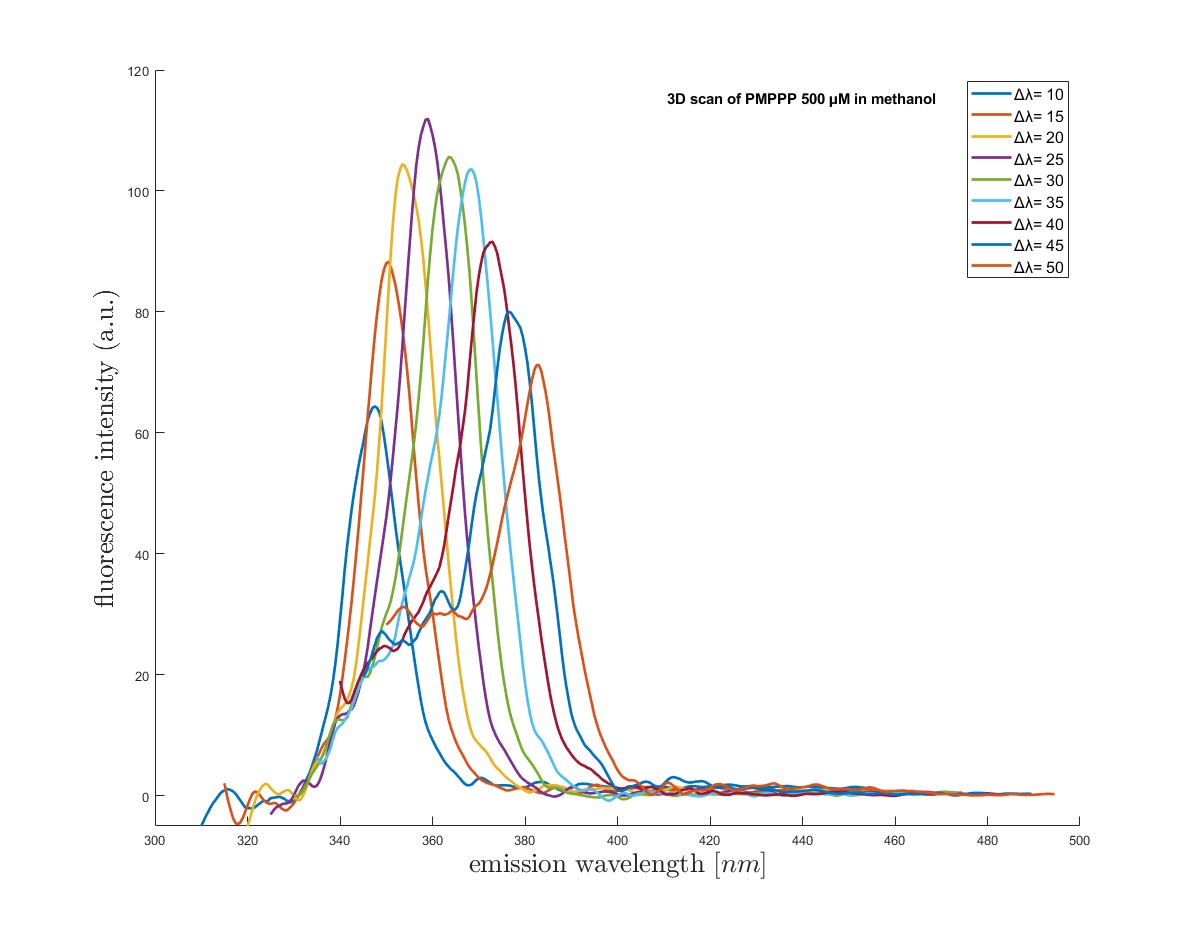 3D scan of PMPPP 500 µM in methanol
Δλ= 10
Δλ= 15
Δλ= 20
Δλ= 25
Δλ= 30
Δλ= 35
Δλ= 40
Δλ= 45
Δλ= 50
fluorescence intensity (a.u.)
120
100
80
60
40
20
0
300 320 340 360 380 400 420 440 460 480 500
emission wavelength [nm]